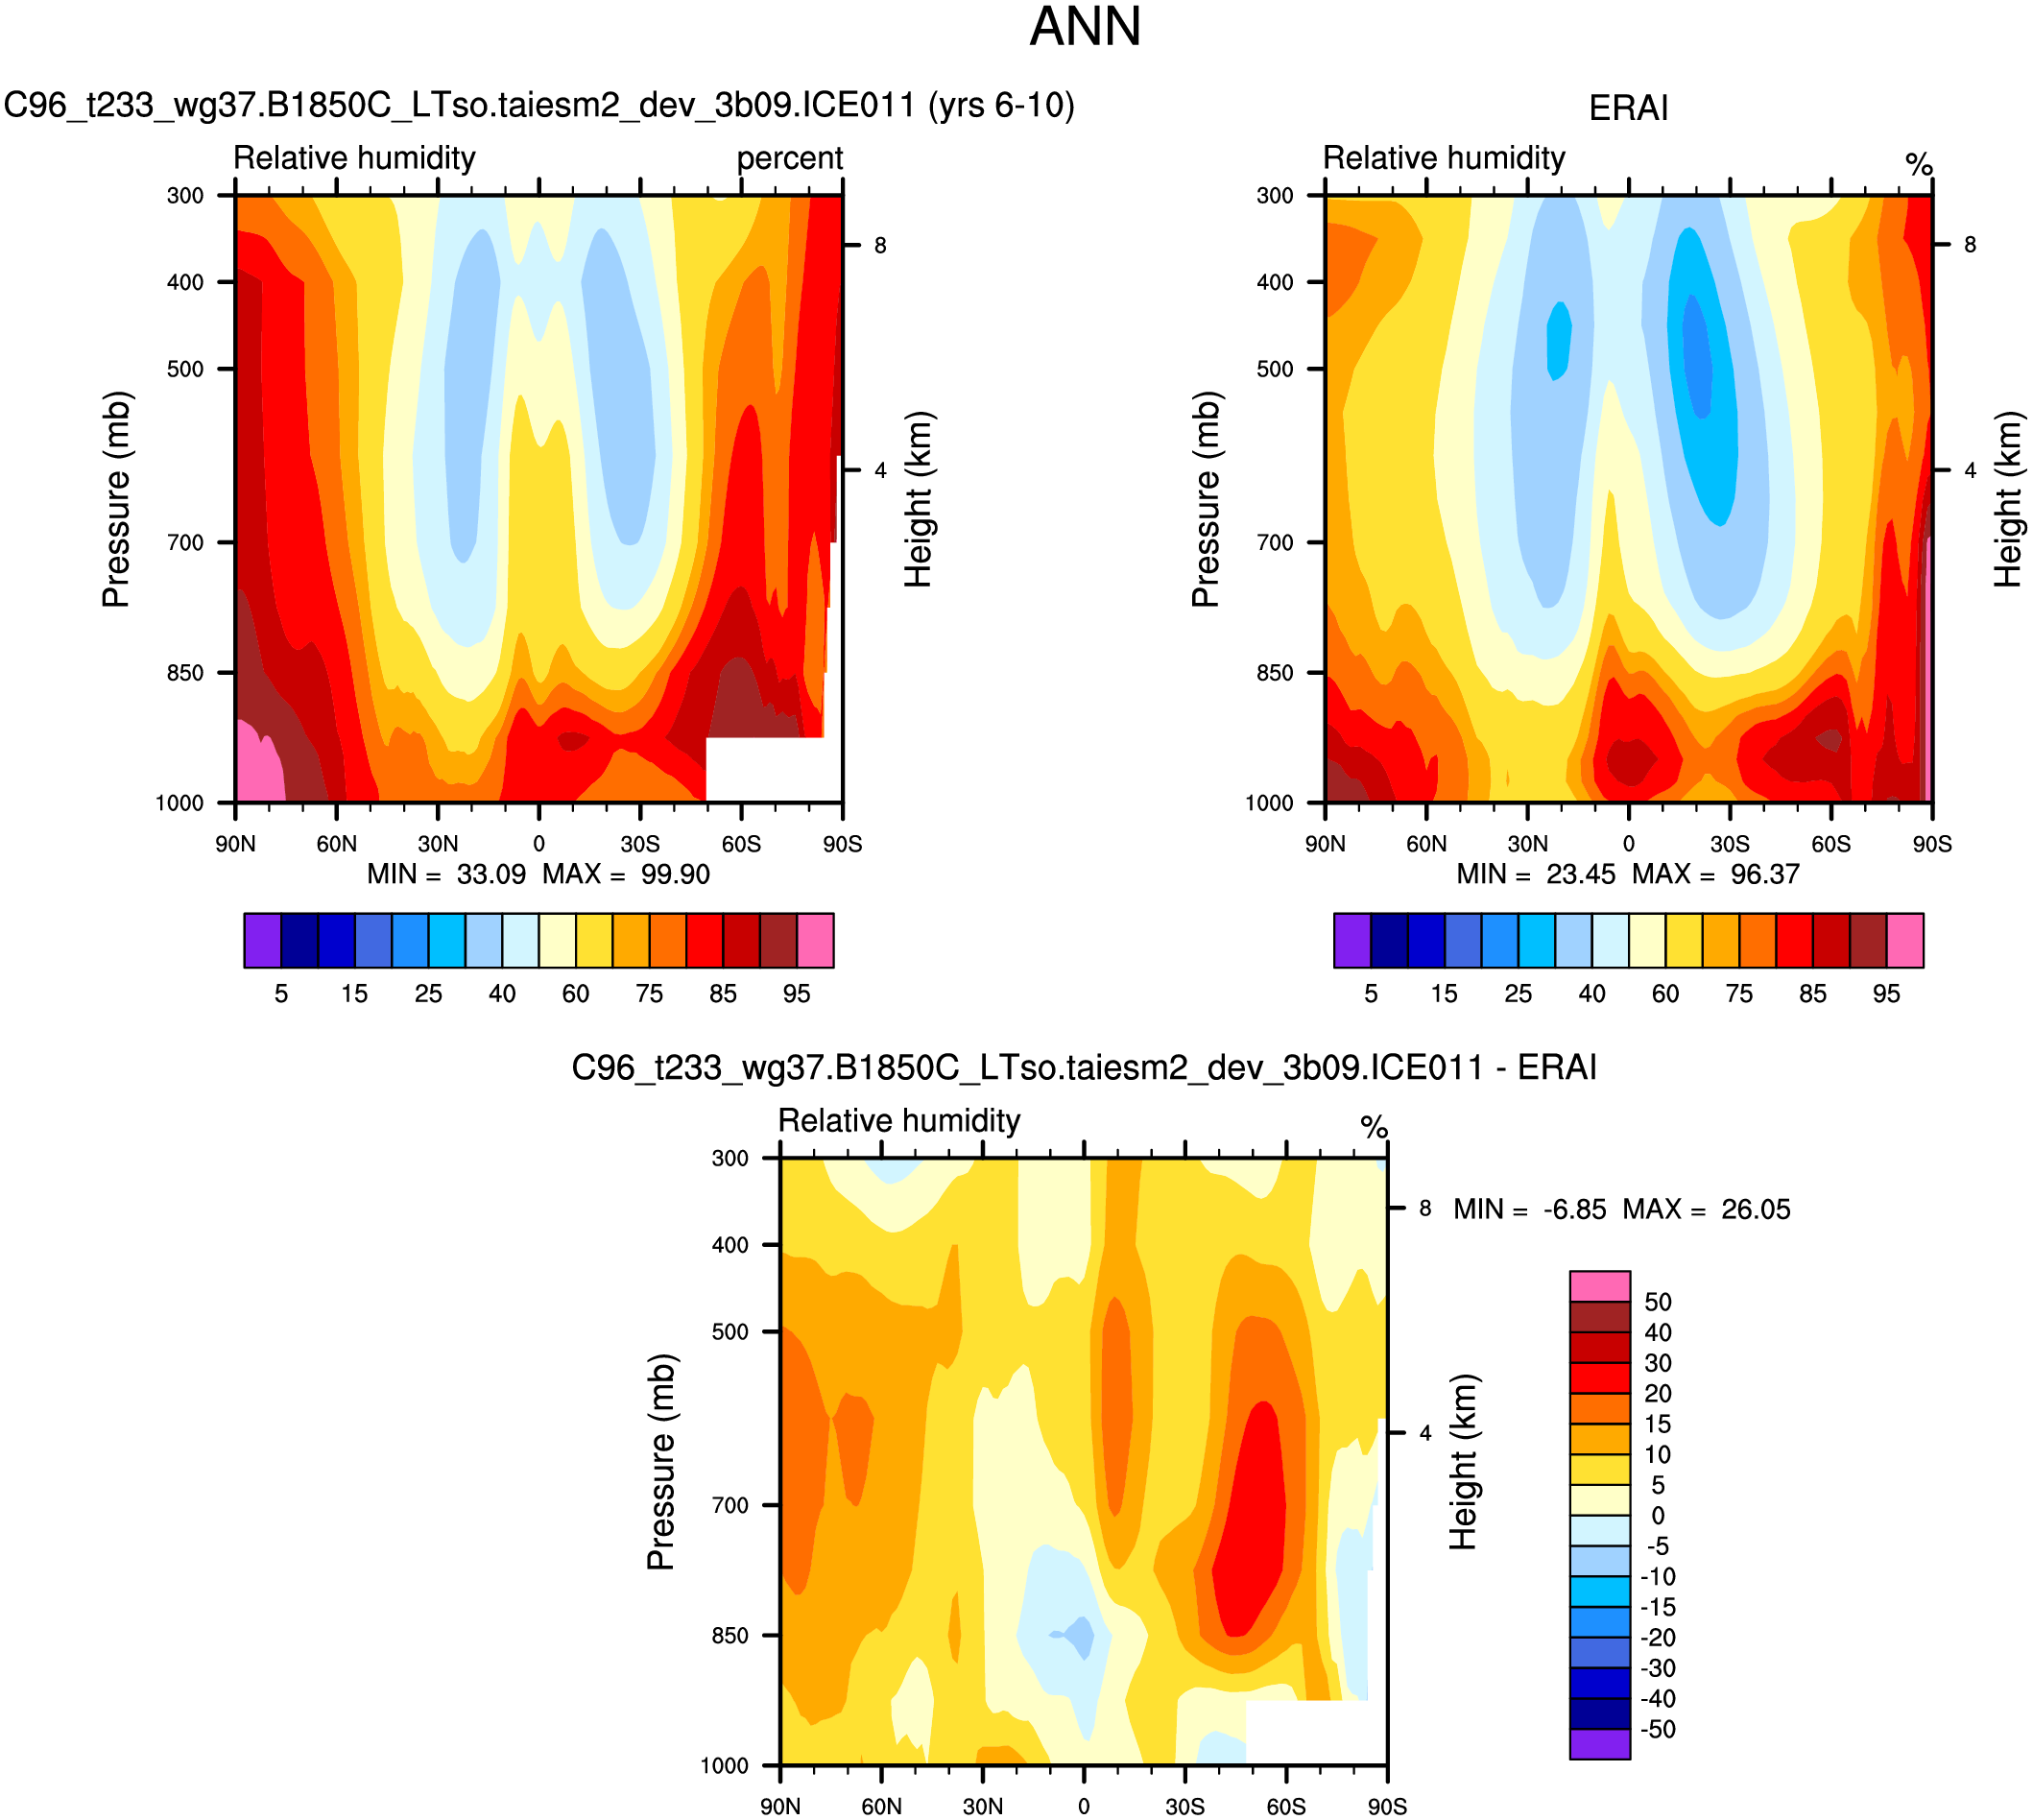 ANN
C96_t233_wg37.B1850C_LTso.taiesm2_dev_3b09.ICE011 (yrs 6-10)
Relative humidity percent
Pressure (mb)
300
400
500
700
850
1000
8
4
Height (km)
90N 60N 30N 0 30S 60S 90S
MIN = 33.09 MAX = 99.90
5 15 25 40 60 75 85 95
ERAI
Relative humidity %
Pressure (mb)
300
400
500
700
850
1000
8
4
Height (km)
90N 60N 30N 0 30S 60S 90S
MIN = 23.45 MAX = 96.37
5 15 25 40 60 75 85 95
C96_t233_wg37.B1850C_LTso.taiesm2_dev_3b09.ICE011 - ERAI
Relative humidity %
Pressure (mb)
300
400
500
700
850
1000
8
4
Height (km)
90N 60N 30N 0 30S 60S 90S
MIN = -6.85 MAX = 26.05
50
40
30
20
15
10
5
0
-5
-10
-15
-20
-30
-40
-50